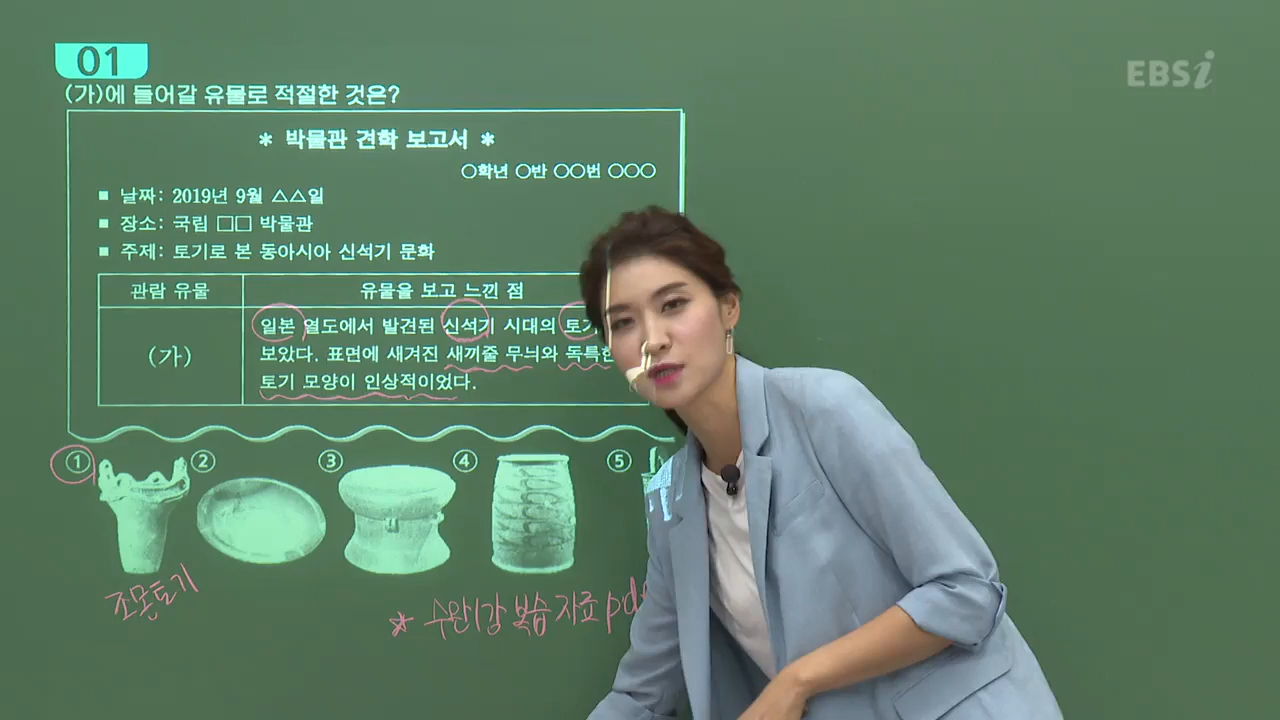 01
EBSi
(가)에 들어갈 유물로 적절한 것은?
* 박물관 견학 보고서 *
○학년 ○반 ○○번 ○○○
■ 날짜: 2019년 9월 △△일
■ 장소: 국립 □□ 박물관
■ 주제: 토기로 본 동아시아 신석기 문화
관람 유물 유물을 보고 느낀 점
(가)
일본 열도에서 발견된 신석기 시대의 토기
보았다. 표면에 새겨진 새끼줄 무늬와 독특한
토기 모양이 인상적이었다.
① ② ③ ④ ⑤
조몬토기
* 수완1강 복습자료 pdf